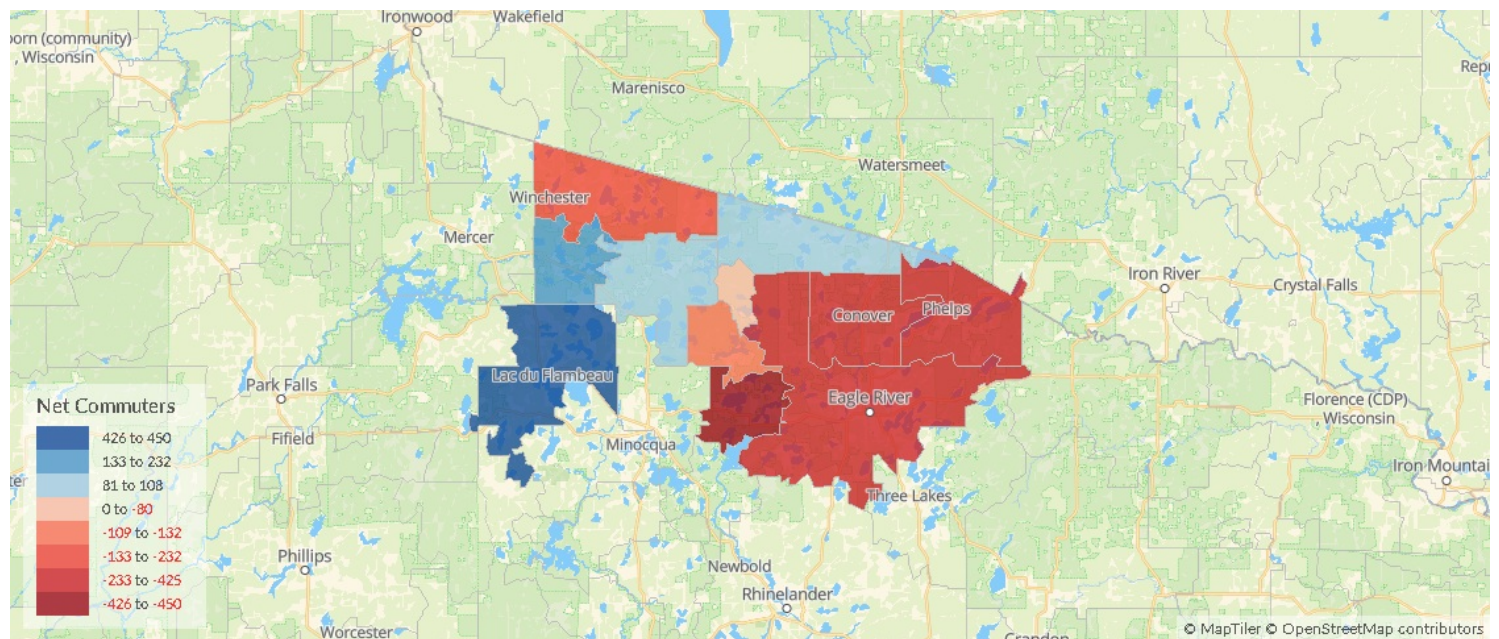 Ironwood
Wakefield
orn (community)
, Wisconsin
Marenisco
Watersmeet
Winchester
Mercer
Iron River
Crystal Falls
Conover
Phelps
Lac du Flambeau
Park Falls
Eagle River
Florence (CDP)
, Wisconsin
Net Commuters
426 to 450
133 to 232
81 to 108
0 to -80
-109 to -132
-133 to -232
-233 to -425
-426 to -450
Fifield
Minocqua
Iron Mountai
Three Lakes
Phillips
Newbold
Rhinelander
Worcester
Crandon
© MapTiler © OpenStreetMap contributors